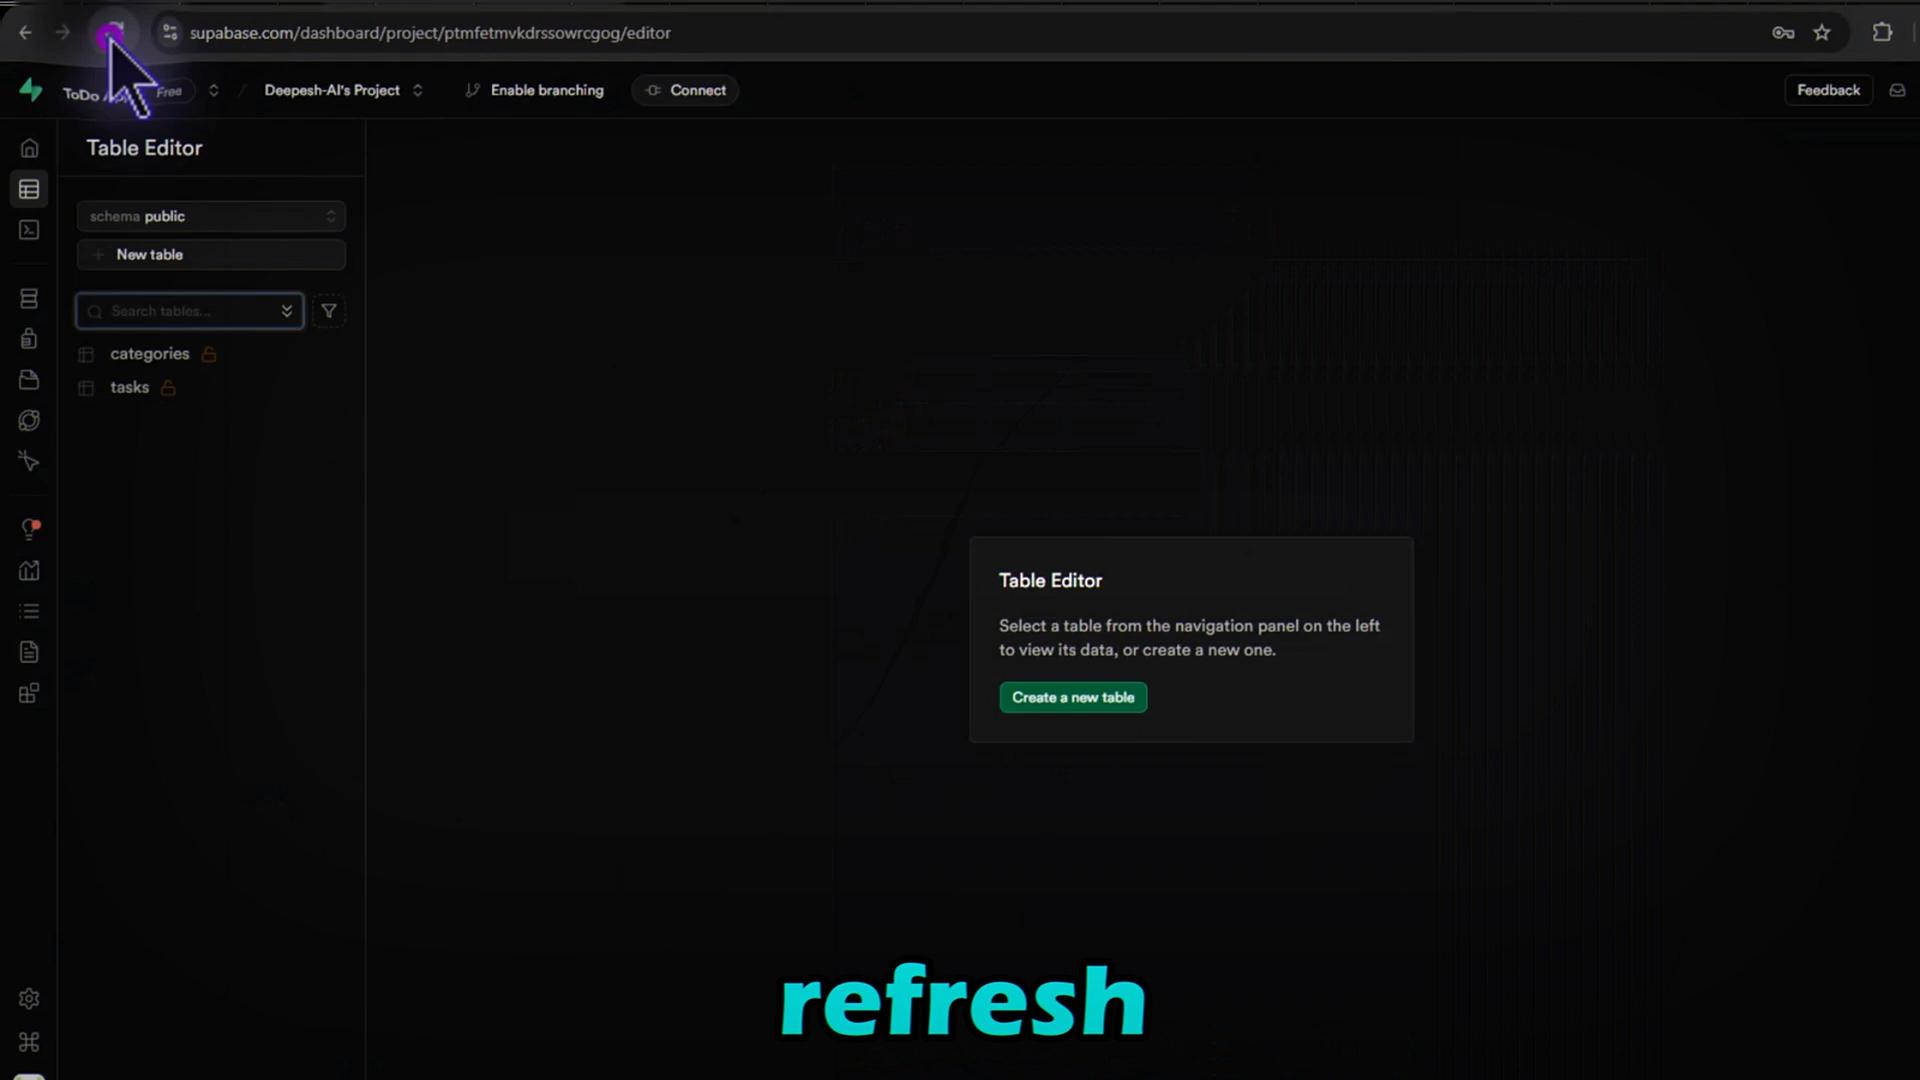 supabase.com/dashboard/project/ptmfetmvkdrssowrcgog/editor
ToDo
Free
Deepesh-AI's Project
Enable branching
Connect
Feedback
Table Editor
schema public
New table
Search tables...
categories
tasks
Table Editor
Select a table from the navigation panel on the left
to view its data, or create a new one.
Create a new table
refresh